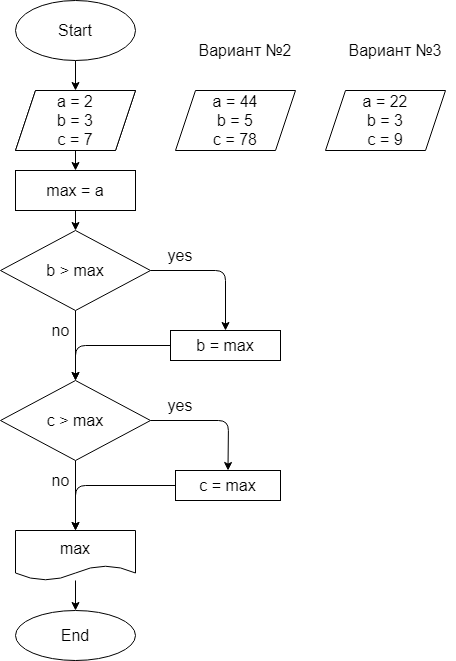 Start
Вариант №2
Вариант №3
a = 2
b = 3
c = 7
a = 44
b = 5
c = 78
a = 22
b = 3
c = 9
max = a
b > max
yes
no
b = max
c > max
yes
no
c = max
max
End